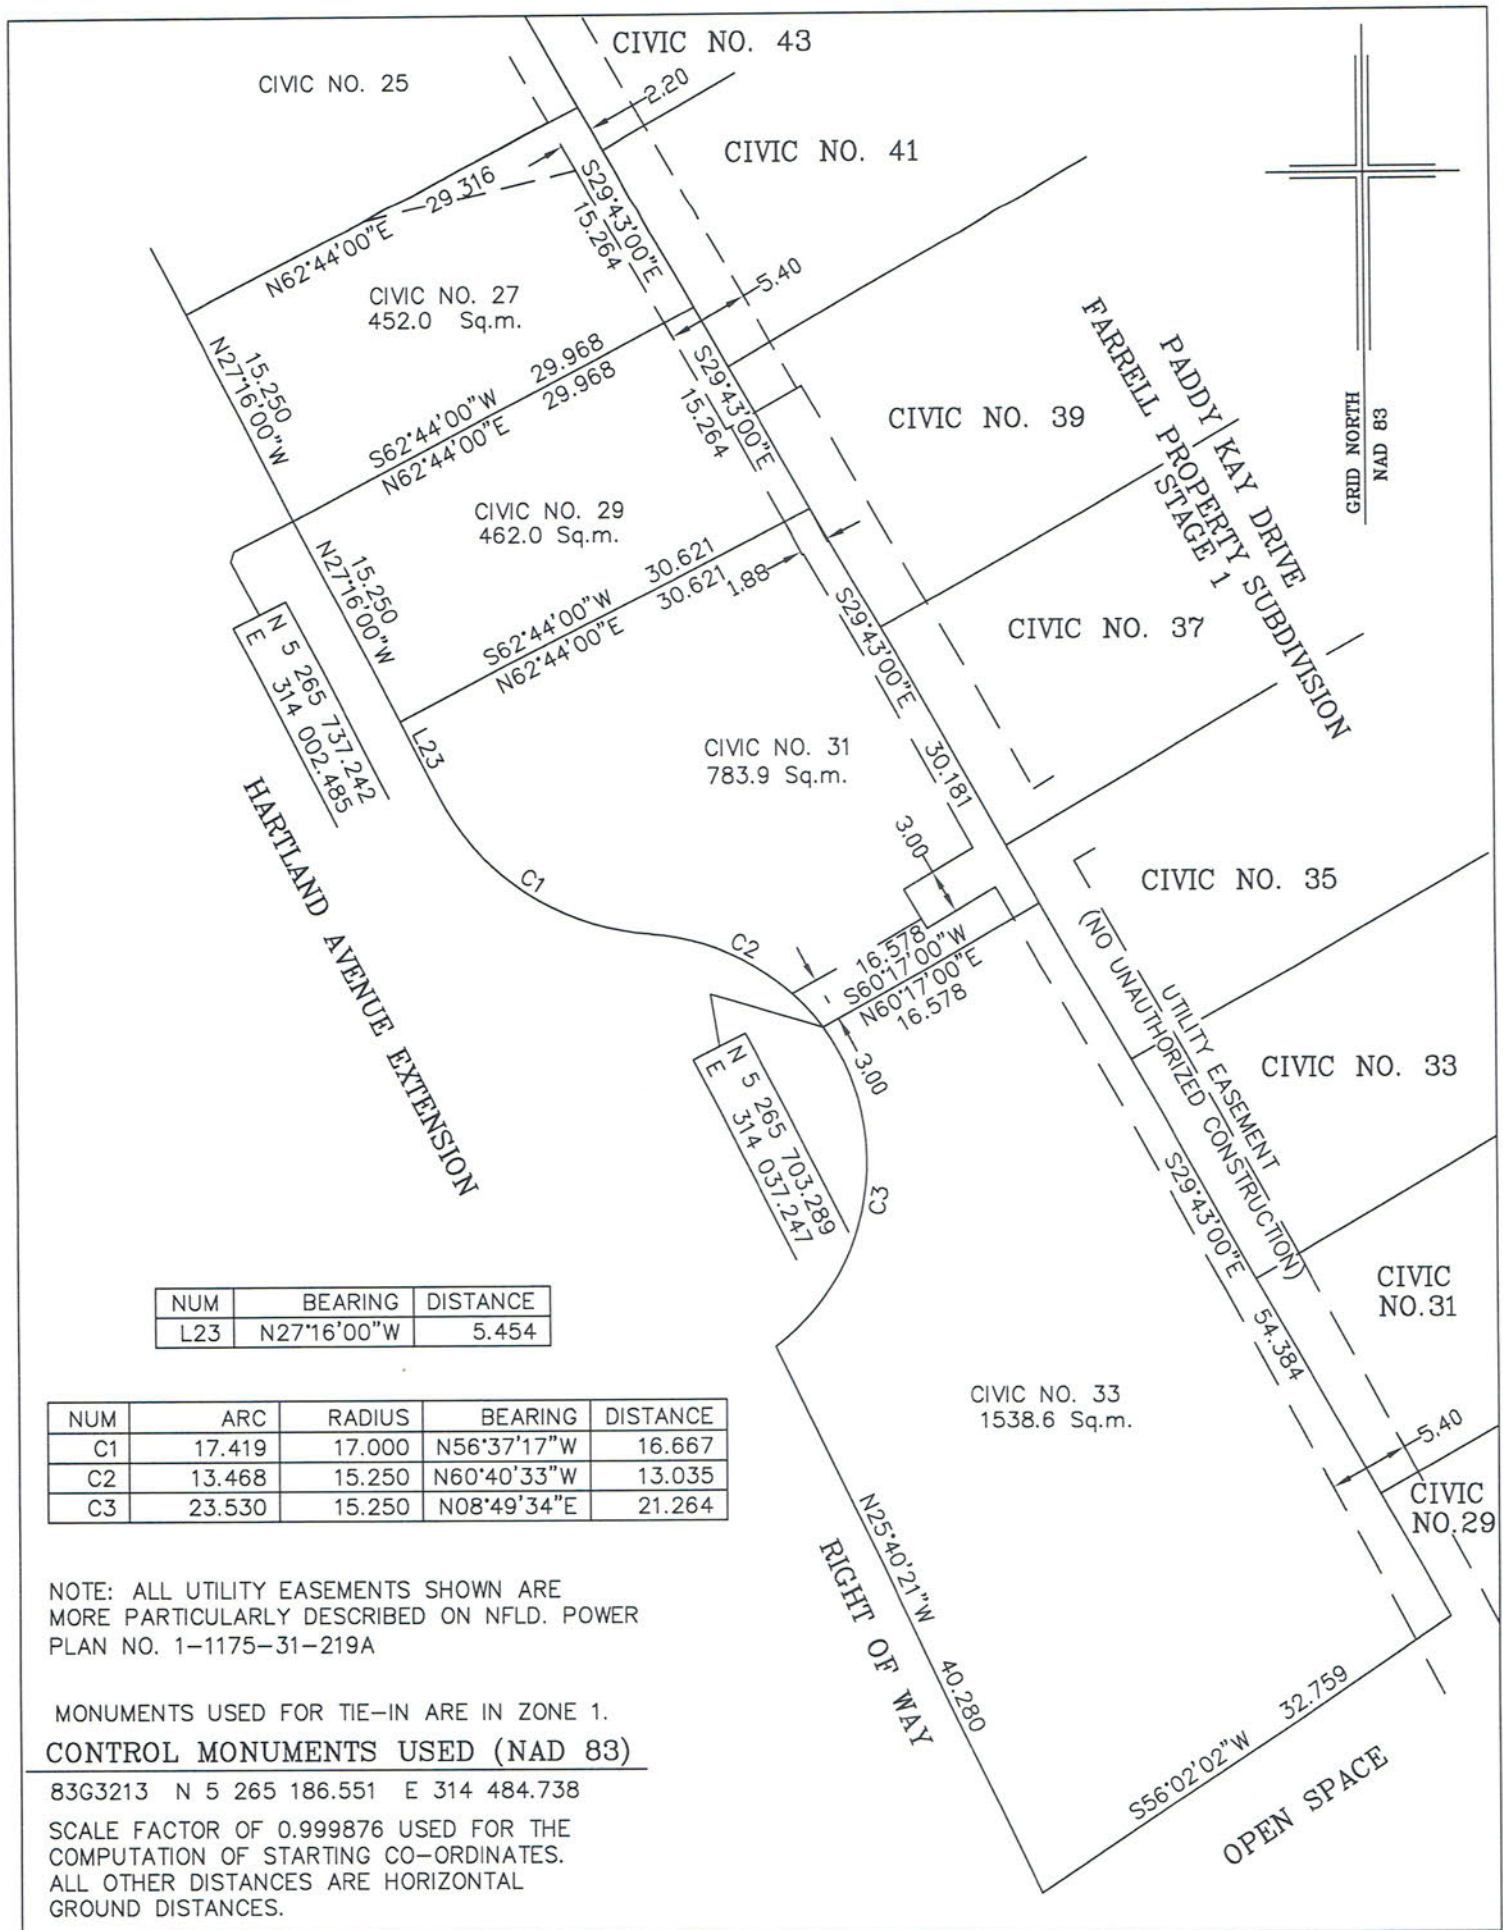 CIVIC NO. 43
CIVIC NO. 25
2.20
CIVIC NO. 41
29.316
N62°44'00"E
S29°43'00"E
15.264
CIVIC NO. 27
452.0 Sq.m.
5.40
15.250
N27°16'00"W
S62°44'00"W 29.968
N62°44'00"E 29.968
S29°43'00"E
15.264
CIVIC NO. 39
PADDY KAY DRIVE
FARRELL PROPERTY SUBDIVISION
STAGE 1
GRID NORTH
NAD 83
CIVIC NO. 29
462.0 Sq.m.
15.250
N27°16'00"W
S62°44'00"W 30.621
N62°44'00"E 30.621
1.88
S29°43'00"E 30.181
CIVIC NO. 37
N 5 265 737.242
E 314 002.485
L23
CIVIC NO. 31
783.9 Sq.m.
HARTLAND AVENUE EXTENSION
C1
C2
3.00
CIVIC NO. 35
16.578
S60°17'00"W
N60°17'00"E
16.578
3.00
UTILITY EASEMENT
(NO UNAUTHORIZED CONSTRUCTION)
CIVIC NO. 33
N 5 265 703.289
E 314 037.247
C3
S29°43'00"E 54.384
CIVIC
NO.31
NUM BEARING DISTANCE
L23 N27°16'00"W 5.454
CIVIC NO. 33
1538.6 Sq.m.
5.40
CIVIC
NO.29
NUM ARC RADIUS BEARING DISTANCE
C1 17.419 17.000 N56°37'17"W 16.667
C2 13.468 15.250 N60°40'33"W 13.035
C3 23.530 15.250 N08°49'34"E 21.264
N25°40'21"W 40.280
RIGHT OF WAY
S56°02'02"W 32.759
OPEN SPACE
NOTE: ALL UTILITY EASEMENTS SHOWN ARE
MORE PARTICULARLY DESCRIBED ON NFLD. POWER
PLAN NO. 1-1175-31-219A
MONUMENTS USED FOR TIE-IN ARE IN ZONE 1.
CONTROL MONUMENTS USED (NAD 83)
83G3213 N 5 265 186.551 E 314 484.738
SCALE FACTOR OF 0.999876 USED FOR THE
COMPUTATION OF STARTING CO-ORDINATES.
ALL OTHER DISTANCES ARE HORIZONTAL
GROUND DISTANCES.